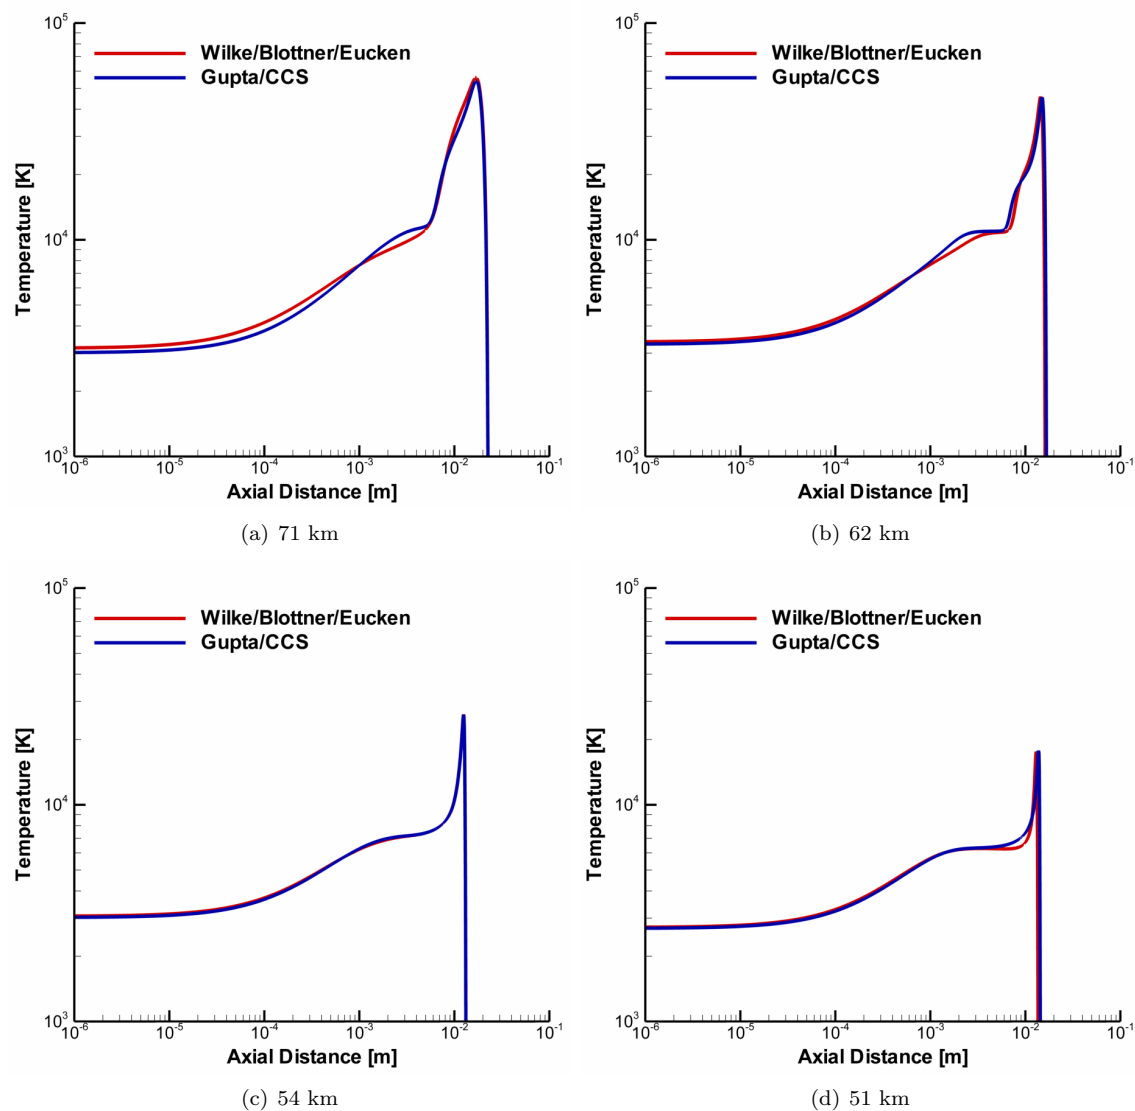 10^5
Wilke/Blottner/Eucken
Gupta/CCS
Temperature [K]
10^4
10^3
10^-6 10^-5 10^-4 10^-3 10^-2 10^-1
Axial Distance [m]
(a) 71 km
10^5
Wilke/Blottner/Eucken
Gupta/CCS
Temperature [K]
10^4
10^3
10^-6 10^-5 10^-4 10^-3 10^-2 10^-1
Axial Distance [m]
(b) 62 km
10^5
Wilke/Blottner/Eucken
Gupta/CCS
Temperature [K]
10^4
10^3
10^-6 10^-5 10^-4 10^-3 10^-2 10^-1
Axial Distance [m]
(c) 54 km
10^5
Wilke/Blottner/Eucken
Gupta/CCS
Temperature [K]
10^4
10^3
10^-6 10^-5 10^-4 10^-3 10^-2 10^-1
Axial Distance [m]
(d) 51 km